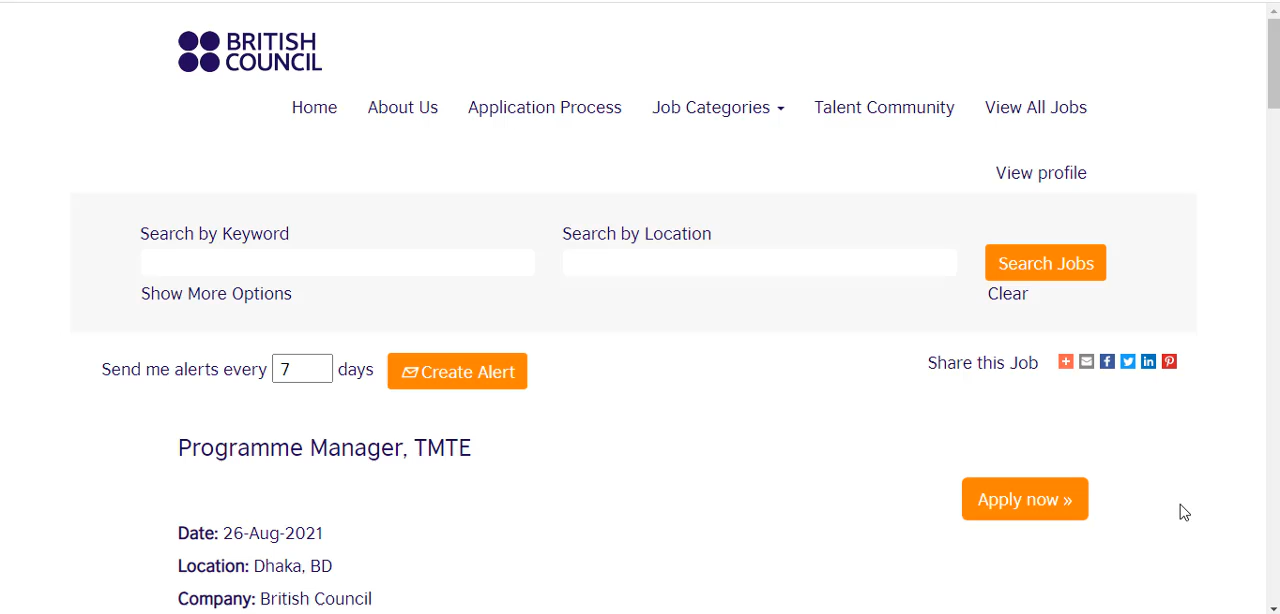 BRITISH
COUNCIL
Home About Us Application Process Job Categories Talent Community View All Jobs
View profile
Search by Keyword Search by Location
Search Jobs
Show More Options Clear
Send me alerts every 7 days Create Alert Share this Job
Programme Manager, TMTE
Apply now »
Date: 26-Aug-2021
Location: Dhaka, BD
Company: British Council